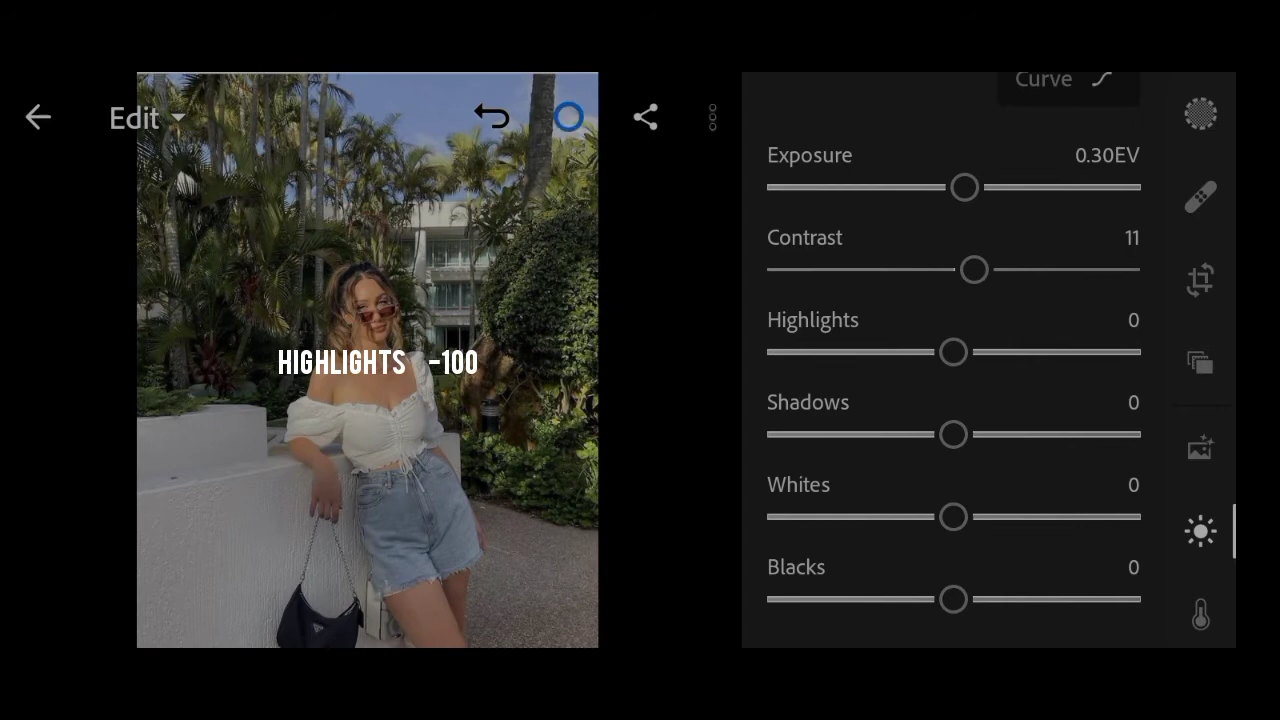 Edit
Curve
Exposure 0.30EV
Contrast 11
Highlights 0
HIGHLIGHTS -100
Shadows 0
Whites 0
Blacks 0